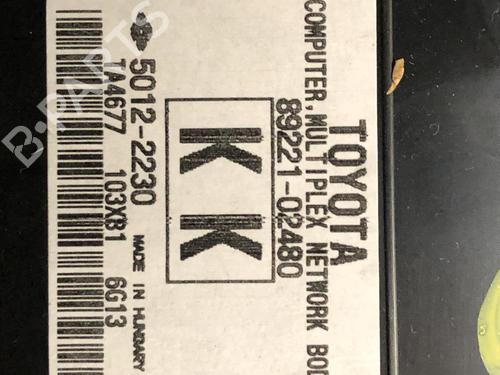 TOYOTA
COMPUTER, MULTIPLEX NETWORK BOD
89221-02480
KK
5012-2230 MADE IN HUNGARY
TA4677 103XB1 6G13
B-PARTS